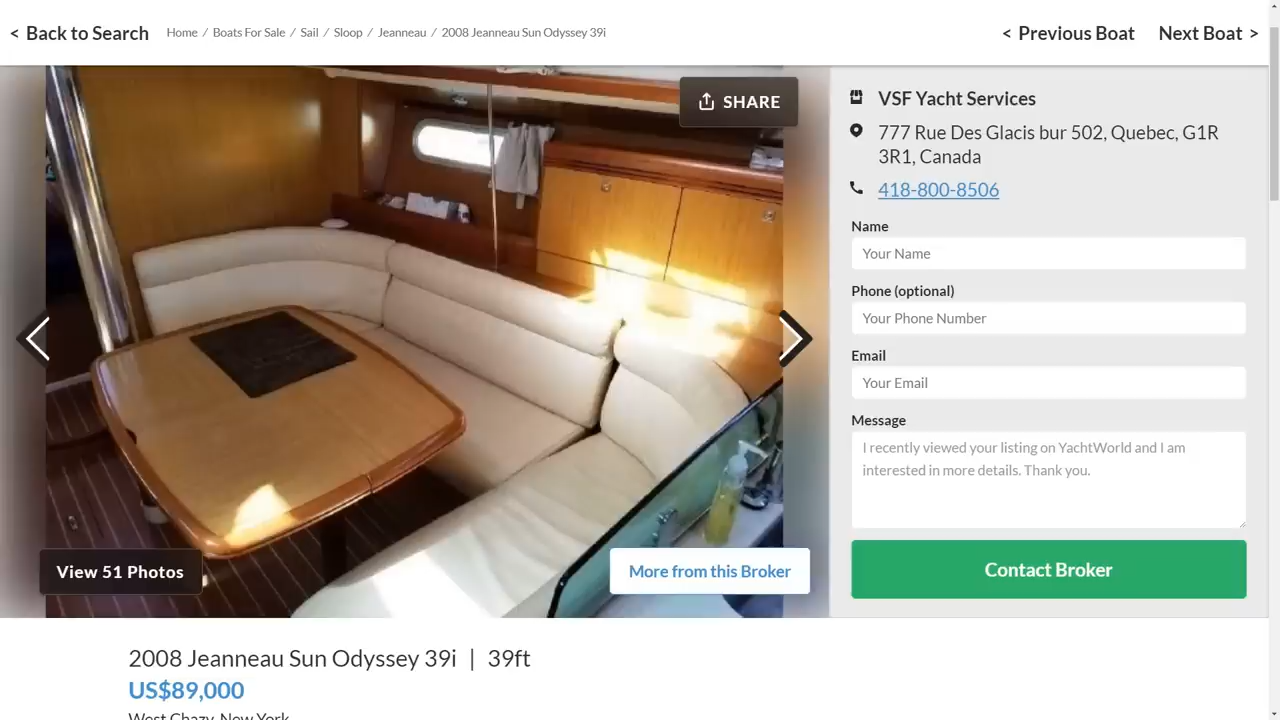 < Back to Search
Home / Boats For Sale / Sail / Sloop / Jeanneau / 2008 Jeanneau Sun Odyssey 39i
< Previous Boat
Next Boat >
SHARE
View 51 Photos
More from this Broker
VSF Yacht Services
777 Rue Des Glacis bur 502, Quebec, G1R
3R1, Canada
418-800-8506
Name
Your Name
Phone (optional)
Your Phone Number
Email
Your Email
Message
I recently viewed your listing on YachtWorld and I am
interested in more details. Thank you.
Contact Broker
2008 Jeanneau Sun Odyssey 39i | 39ft
US$89,000
West Chazy, New York